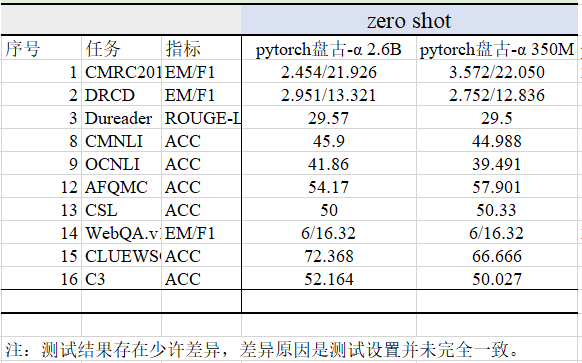 zero shot
序号 任务 指标 pytorch盘古-α 2.6B pytorch盘古-α 350M
1 CMRC201 EM/F1 2.454/21.926 3.572/22.050
2 DRCD EM/F1 2.951/13.321 2.752/12.836
3 Dureader ROUGE-L 29.57 29.5
8 CMNLI ACC 45.9 44.988
9 OCNLI ACC 41.86 39.491
12 AFQMC ACC 54.17 57.901
13 CSL ACC 50 50.33
14 WebQA.v1 EM/F1 6/16.32 6/16.32
15 CLUEWSC ACC 72.368 66.666
16 C3 ACC 52.164 50.027
注：测试结果存在少许差异，差异原因是测试设置并未完全一致。